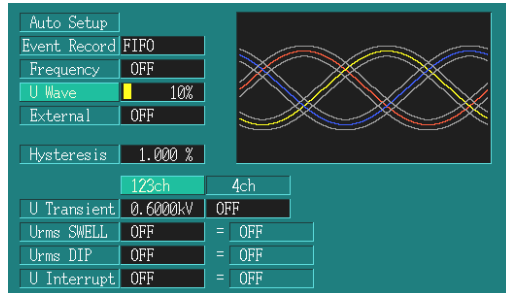 Auto Setup
Event Record FIFO
Frequency OFF
U Wave 10%
External OFF
Hysteresis 1.000 %
123ch 4ch
U Transient 0.6000kV OFF
Urms SWELL OFF = OFF
Urms DIP OFF = OFF
U Interrupt OFF = OFF